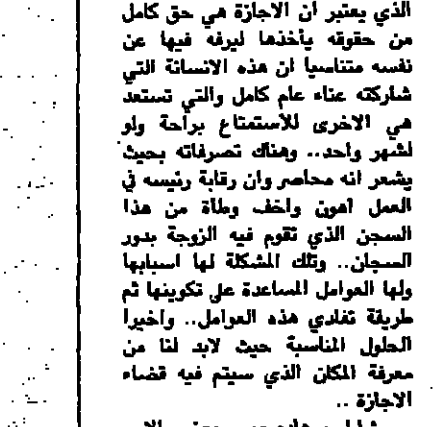 الذي يعتبر ان الاجازة هي حق كامل
من حقوقه يأخذها ليرفه فيها عن
نفسه متناسيا ان هذه الانسانة التي
شاركته عناء عام كامل والتي تستعد
هي الاخرى للأستمتاع براحة ولو
لشهر واحد.. وهناك تصرفاته بحيث
يشعر انه محاصر وان رقابة رئيسه في
العمل اهون واخف وطأة من هذا
السجن الذي تقوم فيه الزوجة بدور
السجان.. وتلك المشكلة لها اسبابها
ولها العوامل المساعدة على تكوينها ثم
طريقة تفادي هذه العوامل.. واخيرا
الحلول المناسبة حيث لابد لنا من
معرفة المكان الذي سيتم فيه قضاء
الاجازة ..